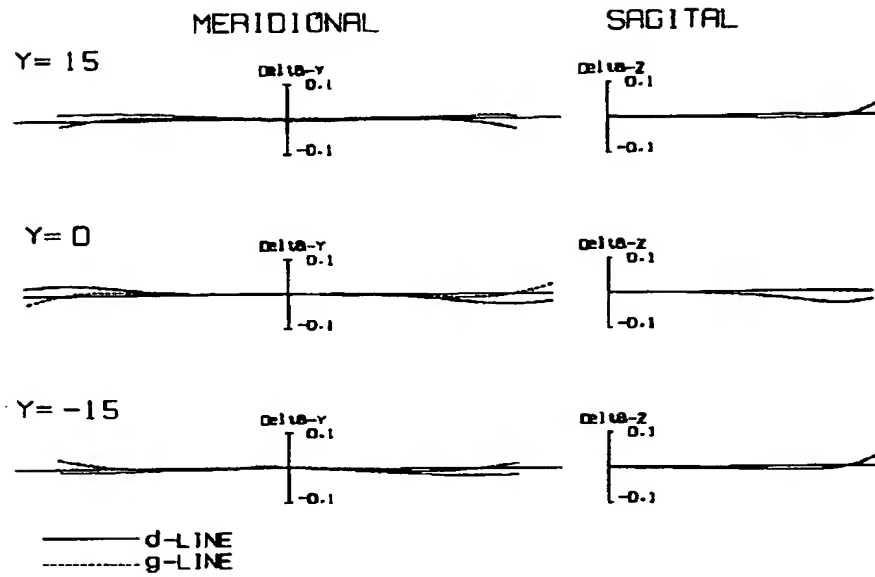 MERIDIONAL SAGITAL
Y= 15
Delta-Y Delta-Z
0.1 0.1
-0.1 -0.1
Y= 0
Delta-Y Delta-Z
0.1 0.1
-0.1 -0.1
Y= -15
Delta-Y Delta-Z
0.1 0.1
-0.1 -0.1
d-LINE
g-LINE